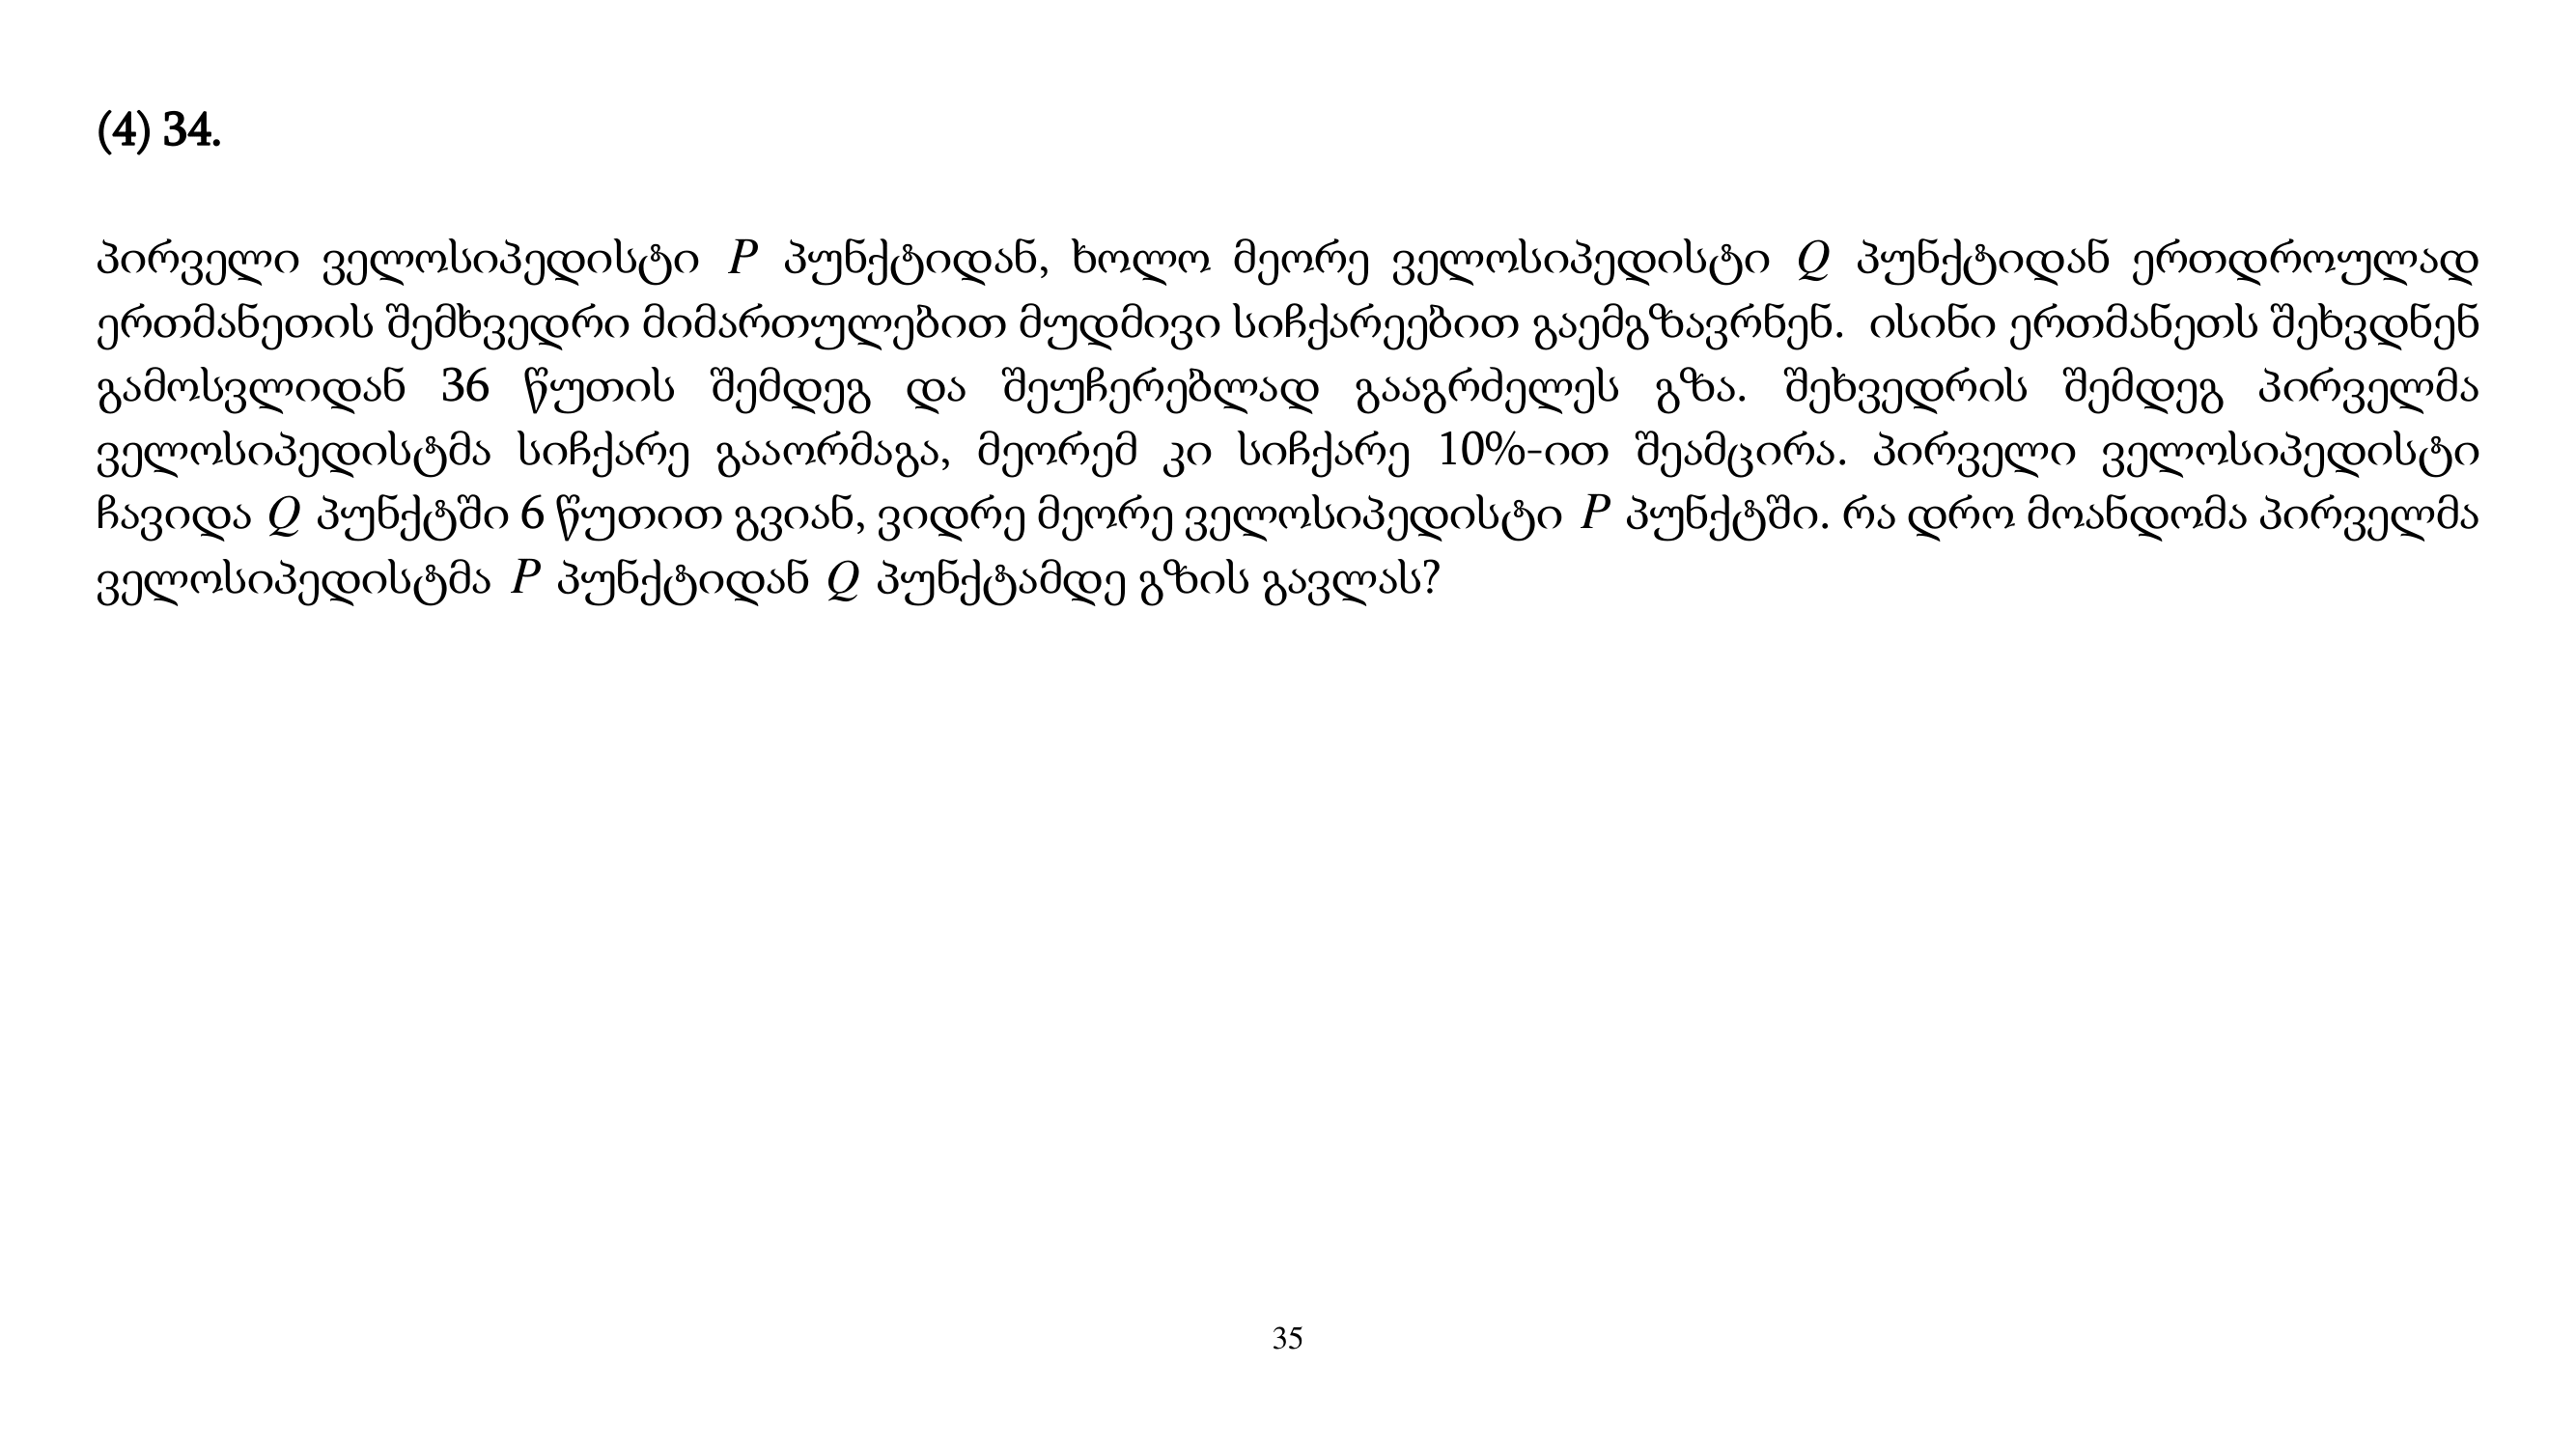 (4) 34.
პირველი ველოსიპედისტი P პუნქტიდან, ხოლო მეორე ველოსიპედისტი Q პუნქტიდან ერთდროულად
ერთმანეთის შემხვედრი მიმართულებით მუდმივი სიჩქარეებით გაემგზავრნენ. ისინი ერთმანეთს შეხვდნენ
გამოსვლიდან 36 წუთის შემდეგ და შეუჩერებლად გააგრძელეს გზა. შეხვედრის შემდეგ პირველმა
ველოსიპედისტმა სიჩქარე გააორმაგა, მეორემ კი სიჩქარე 10%-ით შეამცირა. პირველი ველოსიპედისტი
ჩავიდა Q პუნქტში 6 წუთით გვიან, ვიდრე მეორე ველოსიპედისტი P პუნქტში. რა დრო მოანდომა პირველმა
ველოსიპედისტმა P პუნქტიდან Q პუნქტამდე გზის გავლას?
35